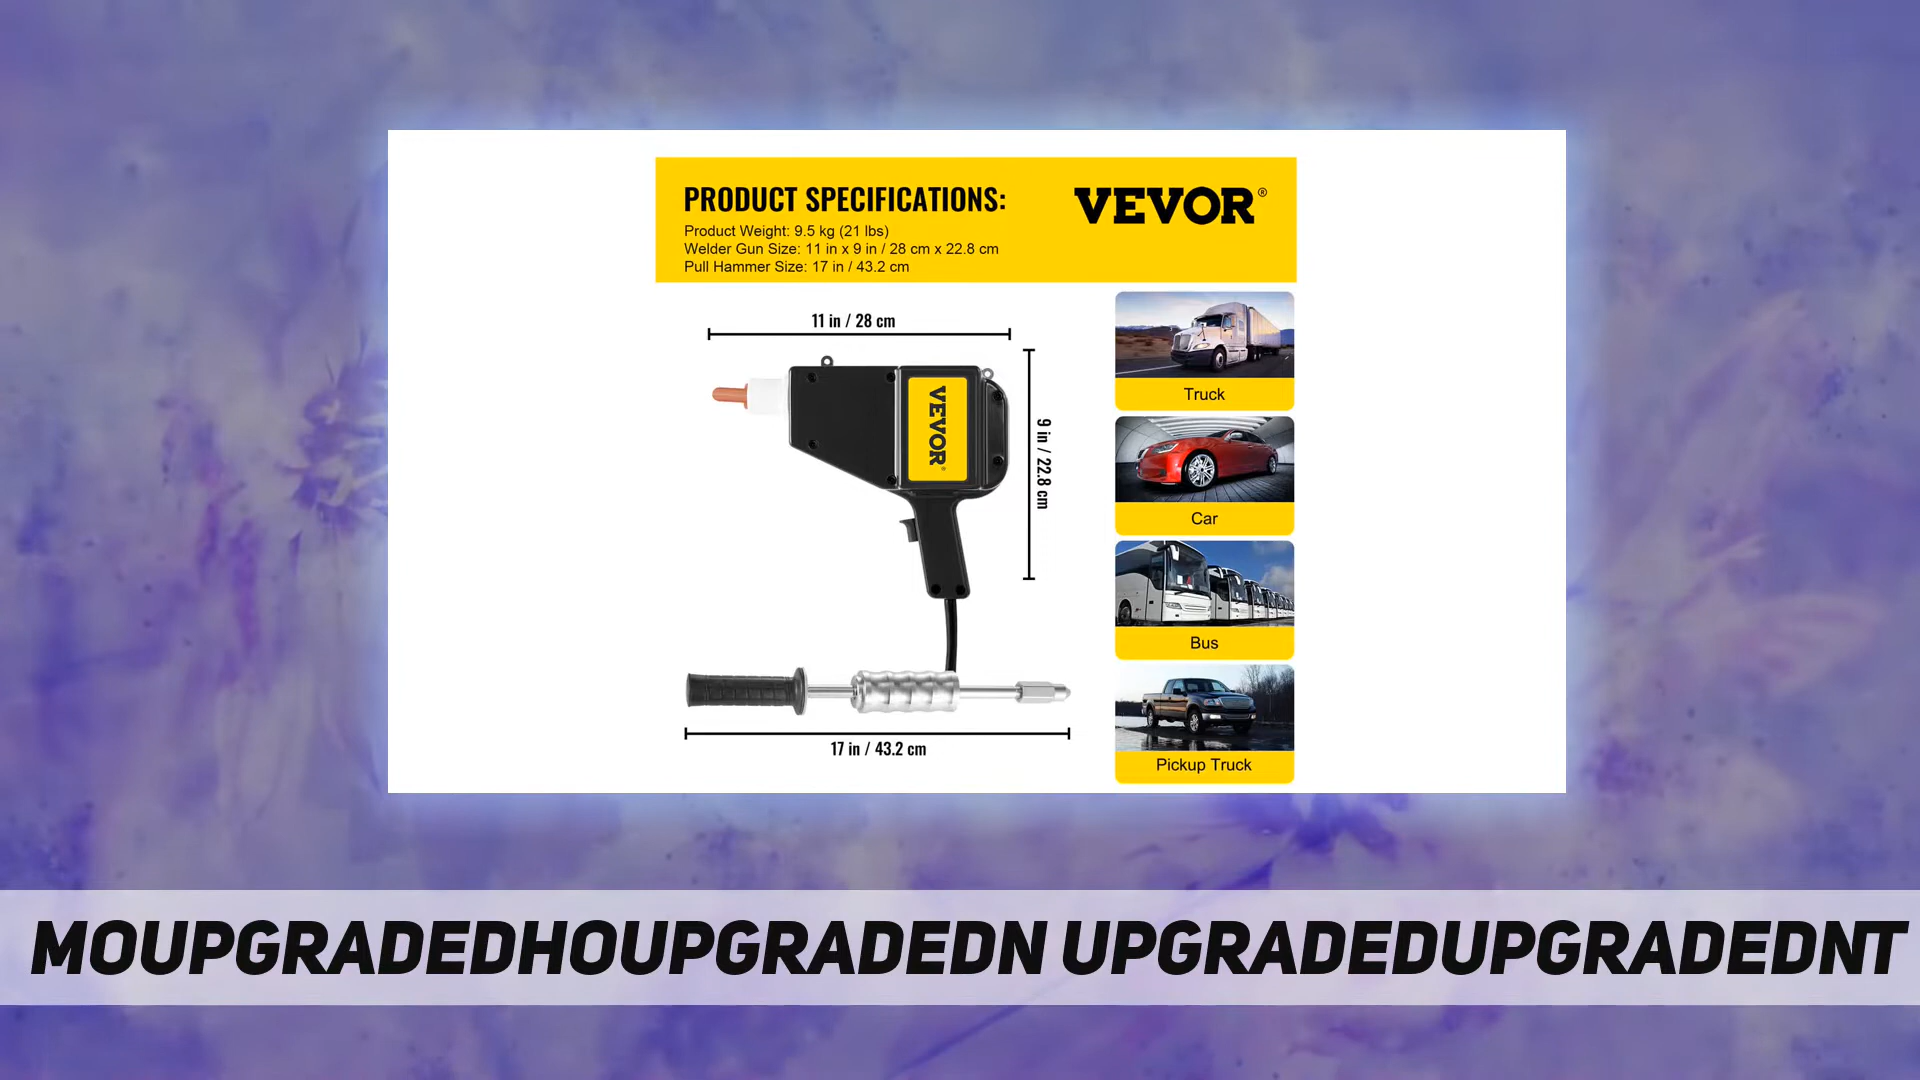 PRODUCT SPECIFICATIONS:
VEVOR®
Product Weight: 9.5 kg (21 lbs)
Welder Gun Size: 11 in x 9 in / 28 cm x 22.8 cm
Pull Hammer Size: 17 in / 43.2 cm
11 in / 28 cm
VEVOR®
9 in / 22.8 cm
17 in / 43.2 cm
Truck
Car
Bus
Pickup Truck
MOUPGRADEDHOUPGRADEDN UPGRADEDUPGRADEDNT